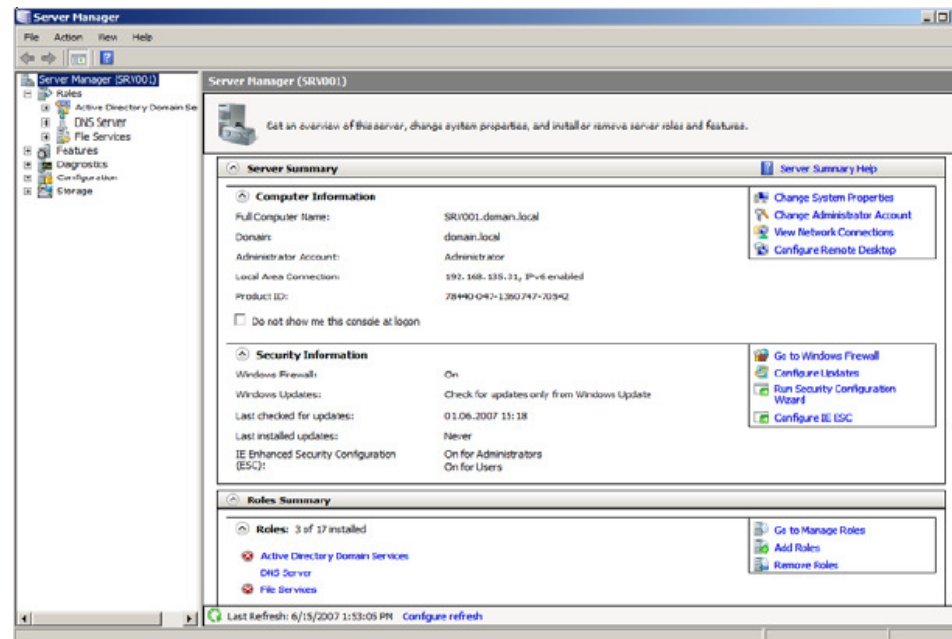 Server Manager
File Action View Help
Server Manager (SRV001)
Roles
Active Directory Domain Se
DNS Server
File Services
Features
Diagnostics
Configuration
Storage
Server Manager (SRV001)
Get an overview of this server, change system properties, and install or remove server roles and features.
Server Summary
Server Summary Help
Computer Information
Full Computer Name: SRV001.domain.local
Domain: domain.local
Administrator Account: Administrator
Local Area Connection: 192.168.135.31, IPv6 enabled
Product ID:
Do not show me this console at logon
Change System Properties
Change Administrator Account
View Network Connections
Configure Remote Desktop
Security Information
Windows Firewall: On
Windows Updates: Check for updates only from Windows Update
Last checked for updates: 01.06.2007 15:18
Last installed updates: Never
IE Enhanced Security Configuration (ESC): On for Administrators
On for Users
Go to Windows Firewall
Configure Updates
Run Security Configuration
Wizard
Configure IE ESC
Roles Summary
Roles: 3 of 17 installed
Active Directory Domain Services
DNS Server
File Services
Go to Manage Roles
Add Roles
Remove Roles
Last Refresh: 6/15/2007 1:53:05 PM Configure refresh